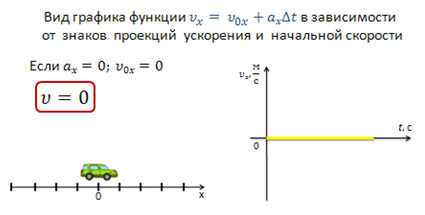 Вид графика функции υₓ = υ₀ₓ + aₓΔt в зависимости
от знаков проекций ускорения и начальной скорости
Если aₓ = 0; υ₀ₓ = 0
υ = 0
υₓ, м/с
t, с
0
0
x